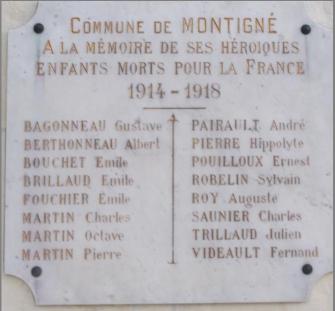 COMMUNE DE MONTIGNÉ
A LA MÉMOIRE DE SES HÉROIQUES
ENFANTS MORTS POUR LA FRANCE
1914-1918
BAGONNEAU Gustave
BERTHONNEAU Albert
BOUCHET Emile
BRILLAUD Emile
FOUCHIER Emile
MARTIN Charles
MARTIN Octave
MARTIN Pierre
PAIRAULT André
PIERRE Hippolyte
POUILLOUX Ernest
ROBELIN Sylvain
ROY Auguste
SAUNIER Charles
TRILLAUD Julien
VIDEAULT Fernand